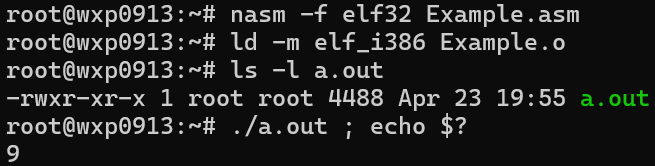 root@wxp0913:~# nasm -f elf32 Example.asm
root@wxp0913:~# ld -m elf_i386 Example.o
root@wxp0913:~# ls -l a.out
-rwxr-xr-x 1 root root 4488 Apr 23 19:55 a.out
root@wxp0913:~# ./a.out ; echo $?
9